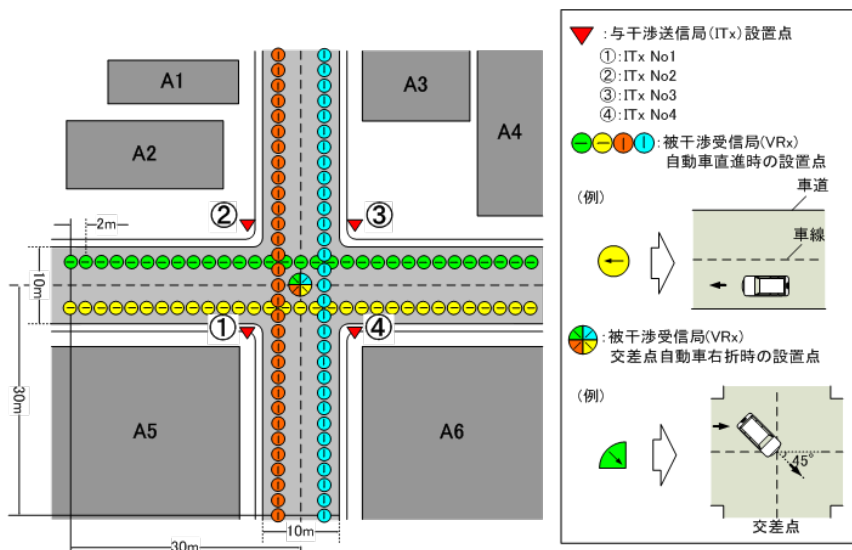 A1
A2
A3
A4
②
③
2m
10m
①
④
30m
A5
A6
10m
30m
：与干渉送信局(ITx)設置点
①:ITx No1
②:ITx No2
③:ITx No3
④:ITx No4
:被干渉受信局(VRx)
自動車直進時の設置点
(例)
車道
車線
:被干渉受信局(VRx)
交差点自動車右折時の設置点
(例)
45°
交差点